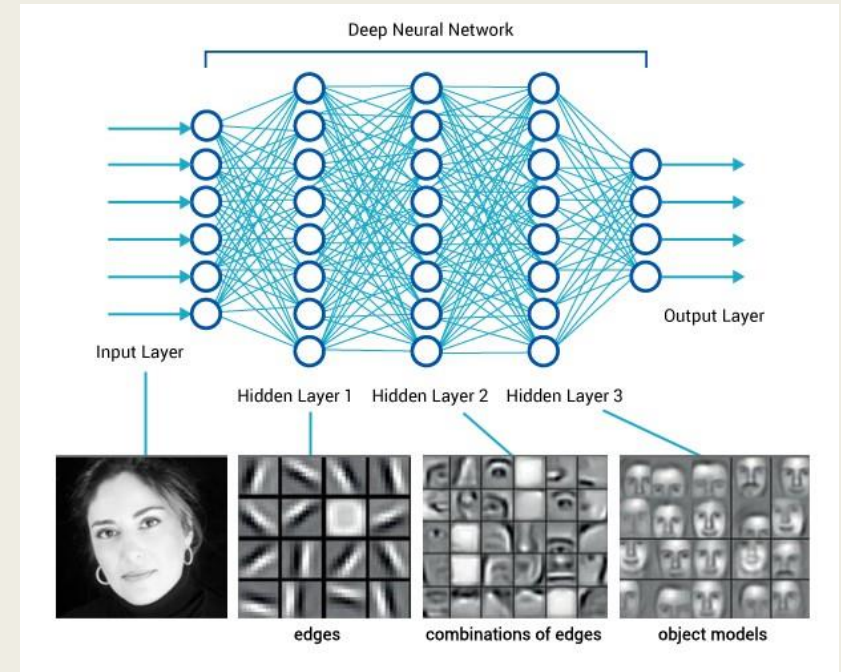 Deep Neural Network
Input Layer
Output Layer
Hidden Layer 1
Hidden Layer 2
Hidden Layer 3
edges
combinations of edges
object models